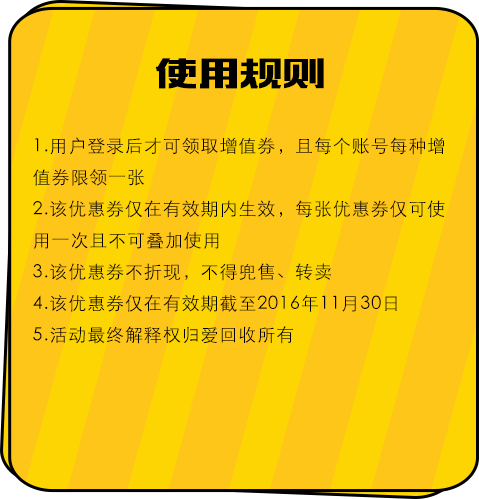 使用规则
1.用户登录后才可领取增值券，且每个账号每种增
值券限领一张
2.该优惠券仅在有效期内生效，每张优惠券仅可使
用一次且不可叠加使用
3.该优惠券不折现，不得兜售、转卖
4.该优惠券仅在有效期截至2016年11月30日
5.活动最终解释权归爱回收所有